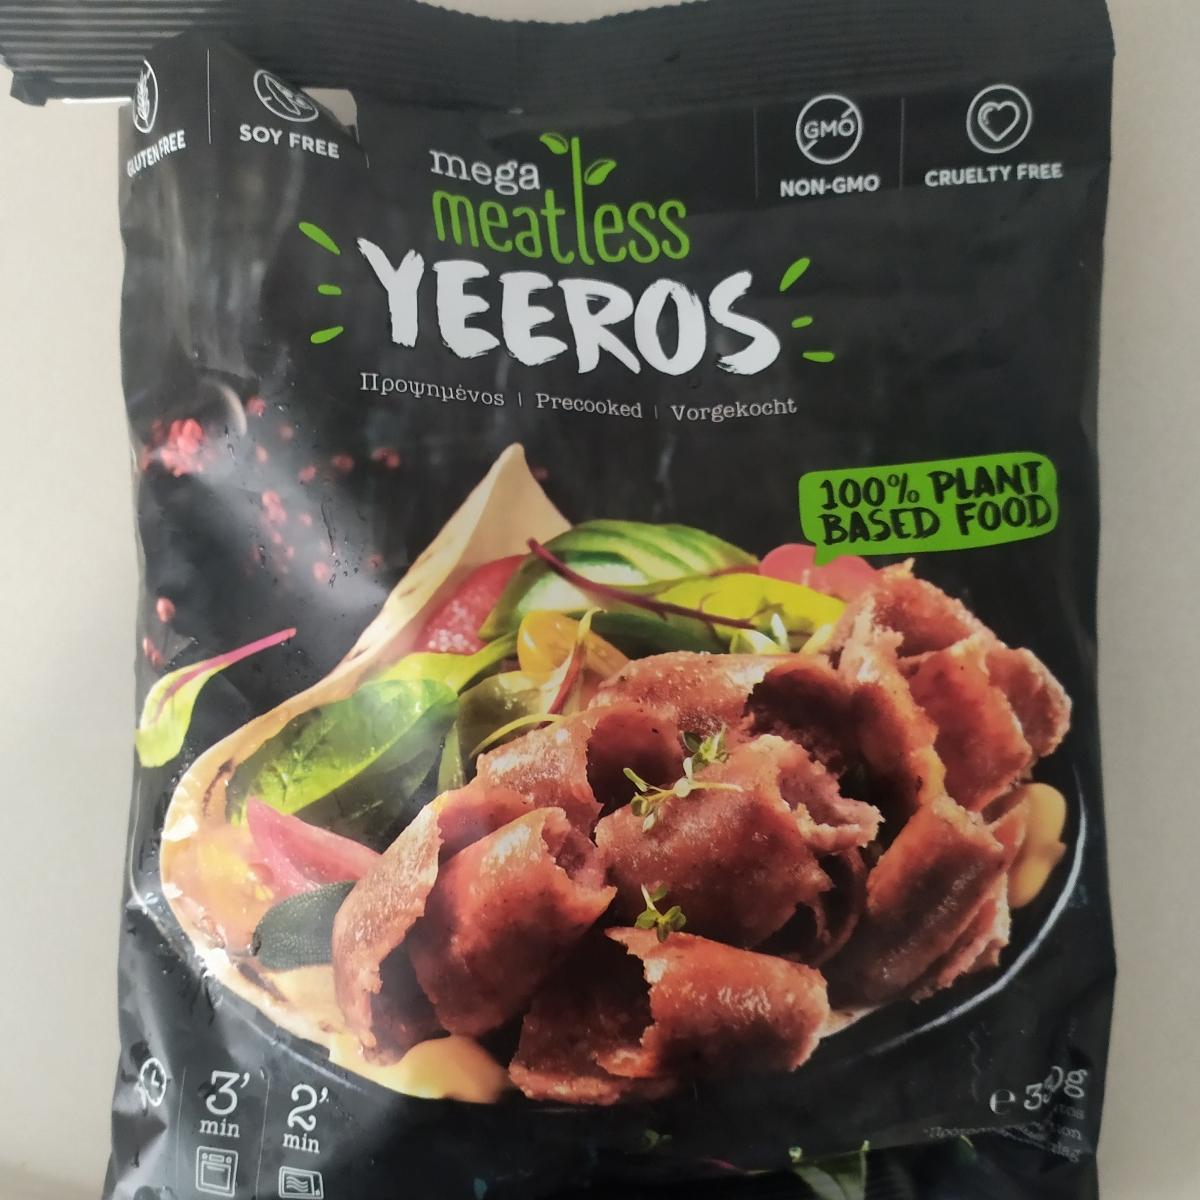 GLUTEN FREE
SOY FREE
GMO
NON-GMO
CRUELTY FREE
mega
meatless
YEEROS
Προψημένος | Precooked | Vorgekocht
100% PLANT
BASED FOOD
3'
min
2'
min